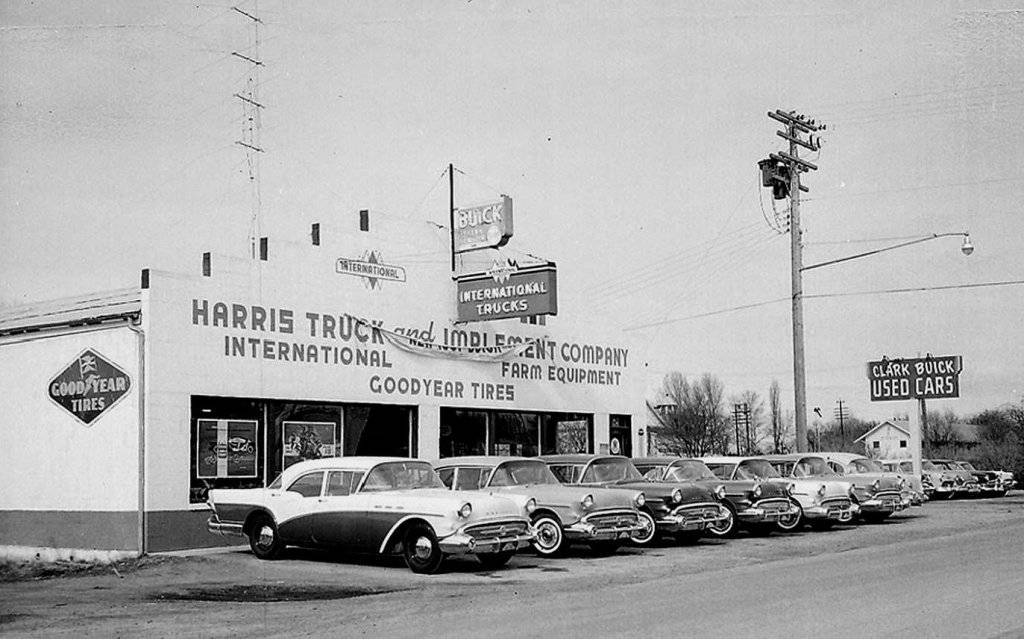 BUICK
INTERNATIONAL
INTERNATIONAL
TRUCKS
HARRIS TRUCK and IMPLEMENT COMPANY
INTERNATIONAL
FARM EQUIPMENT
GOODYEAR TIRES
GOODYEAR
TIRES
CLARK BUICK
USED CARS